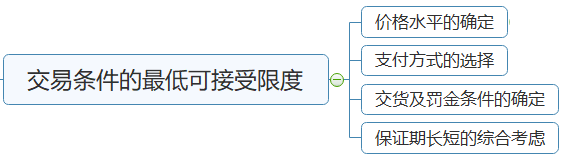 交易条件的最低可接受限度
价格水平的确定
支付方式的选择
交货及罚金条件的确定
保证期长短的综合考虑